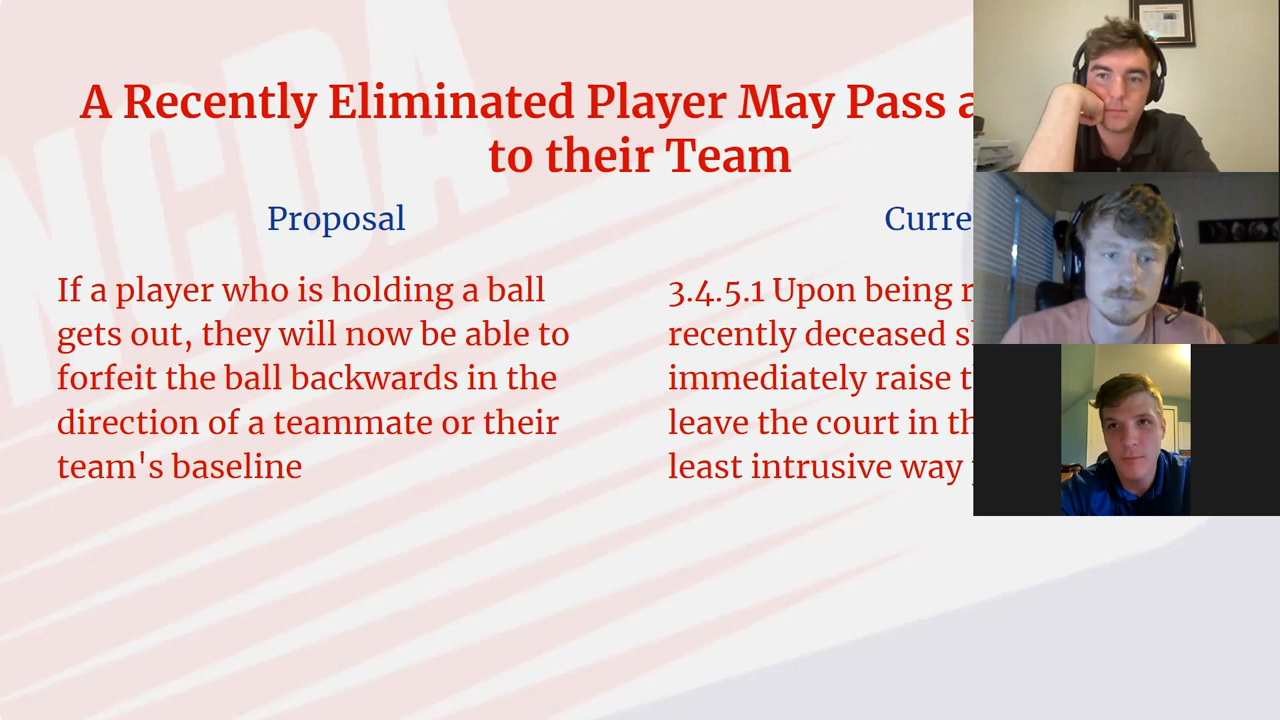 NCDA
A Recently Eliminated Player May Pass a
to their Team
Proposal
If a player who is holding a ball
gets out, they will now be able to
forfeit the ball backwards in the
direction of a teammate or their
team's baseline
Curre
3.4.5.1 Upon being r
recently deceased s
immediately raise t
leave the court in th
least intrusive way